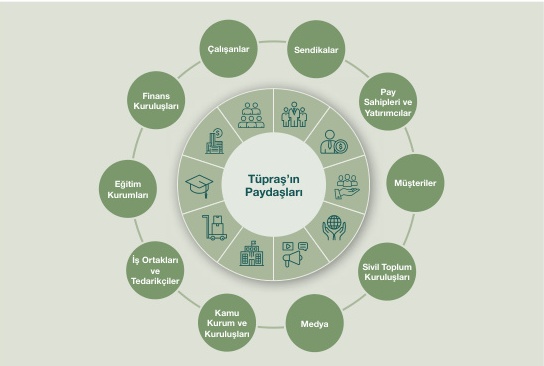 Çalışanlar
Sendikalar
Finans
Kuruluşları
Pay
Sahipleri ve
Yatırımcılar
Tüpraş'ın
Paydaşları
Eğitim
Kurumları
Müşteriler
İş Ortakları
ve
Tedarikçiler
Sivil Toplum
Kuruluşları
Kamu
Kurum ve
Kuruluşları
Medya